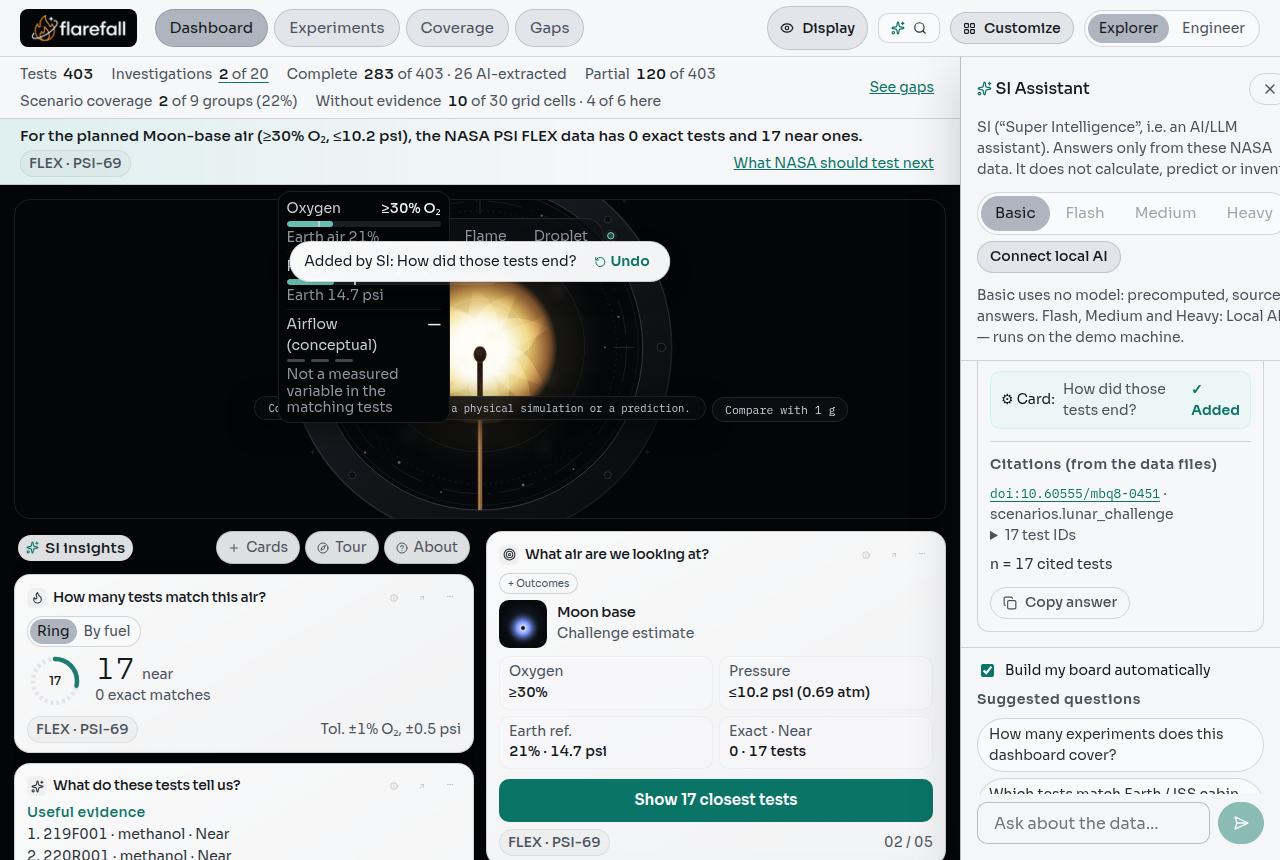 flarefall
Dashboard
Experiments
Coverage
Gaps
Display
Customize
Explorer
Engineer
Tests 403 Investigations 2 of 20 Complete 283 of 403 · 26 AI-extracted Partial 120 of 403
Scenario coverage 2 of 9 groups (22%) Without evidence 10 of 30 grid cells · 4 of 6 here
See gaps
For the planned Moon-base air (≥30% O₂, ≤10.2 psi), the NASA PSI FLEX data has 0 exact tests and 17 near ones.
FLEX · PSI-69
What NASA should test next
Oxygen ≥30% O₂
Earth air 21%
Flame Droplet
Added by SI: How did those tests end? Undo
Earth 14.7 psi
Airflow —
(conceptual)
Not a measured
variable in the
matching tests
a physical simulation or a prediction.
Compare with 1 g
SI insights
+ Cards
Tour
About
How many tests match this air?
Ring
By fuel
17
17 near
0 exact matches
FLEX · PSI-69
Tol. ±1% O₂, ±0.5 psi
What do these tests tell us?
Useful evidence
1. 219F001 · methanol · Near
2. 220R001 · methanol · Near
What air are we looking at?
+ Outcomes
Moon base
Challenge estimate
Oxygen
≥30%
Pressure
≤10.2 psi (0.69 atm)
Earth ref.
21% · 14.7 psi
Exact · Near
0 · 17 tests
Show 17 closest tests
FLEX · PSI-69
02 / 05
SI Assistant
SI (“Super Intelligence”, i.e. an AI/LLM
assistant). Answers only from these NASA
data. It does not calculate, predict or inven
Basic
Flash
Medium
Heavy
Connect local AI
Basic uses no model: precomputed, source
answers. Flash, Medium and Heavy: Local AI
— runs on the demo machine.
Card: How did those
tests end?
✓
Added
Citations (from the data files)
doi:10.60555/mbq8-0451 ·
scenarios.lunar_challenge
▶ 17 test IDs
n = 17 cited tests
Copy answer
Build my board automatically
Suggested questions
How many experiments does this
dashboard cover?
Which tests match Earth / ISS cabin
Ask about the data...